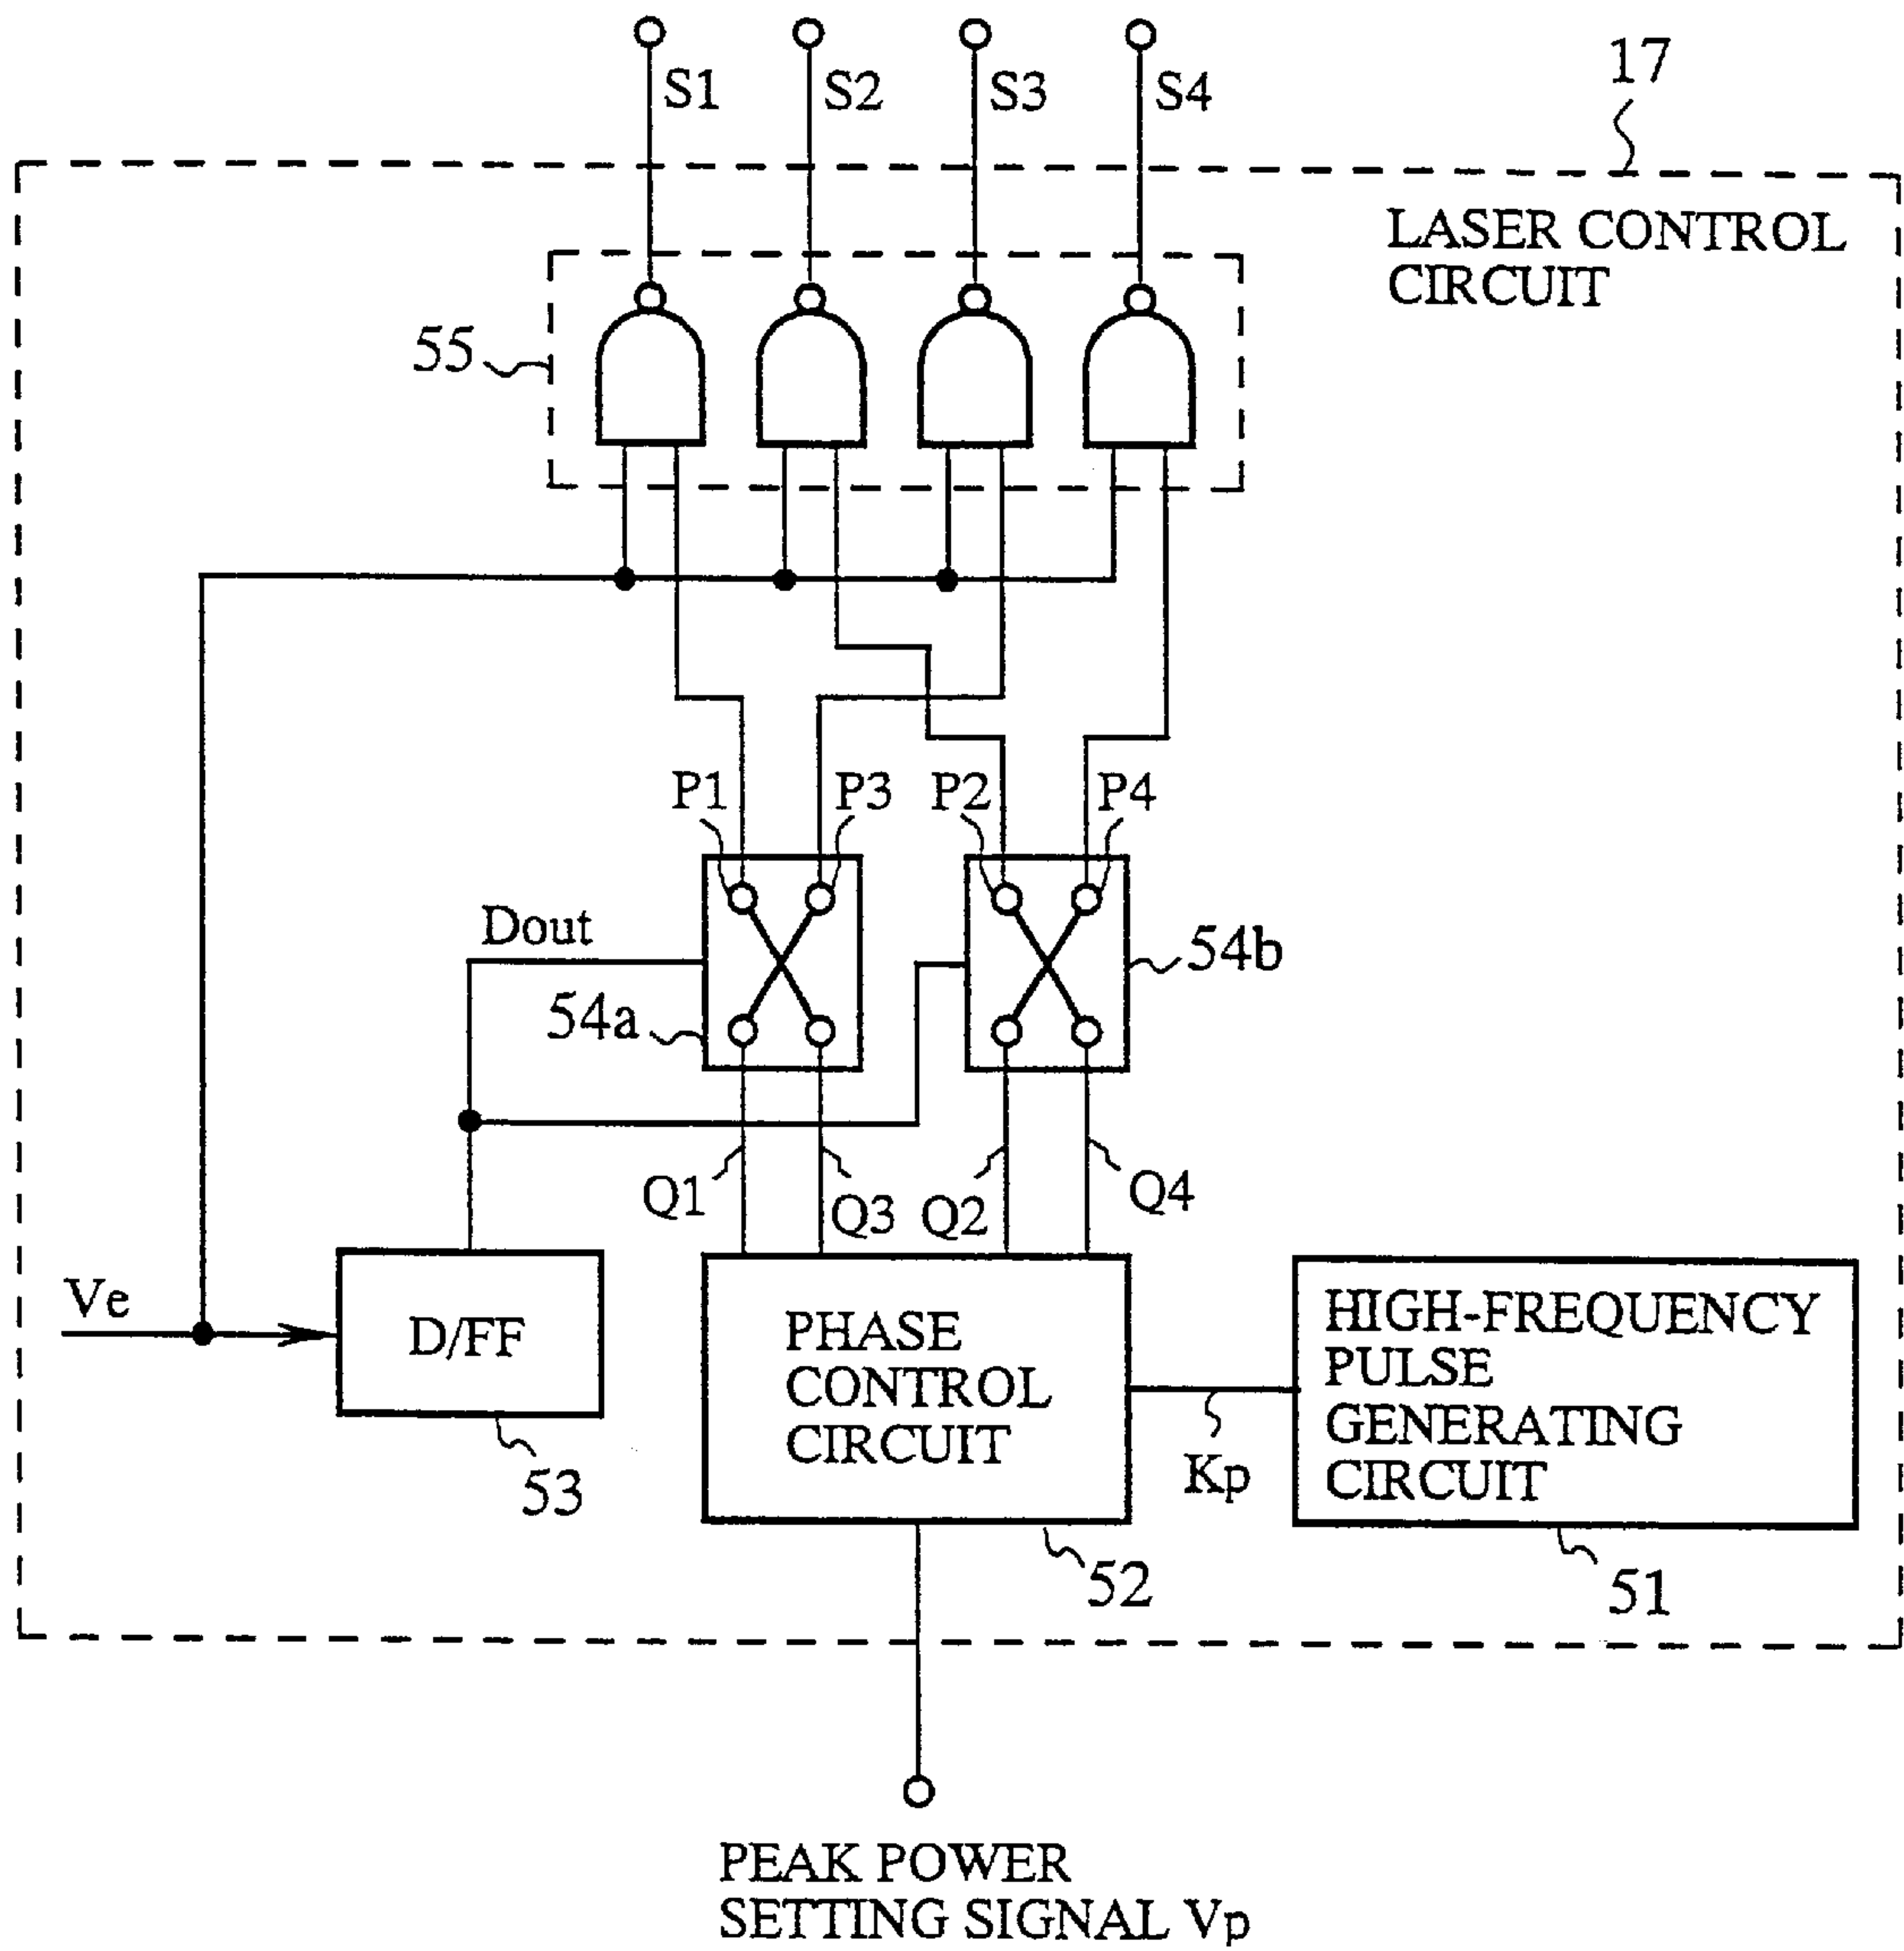 S1 S2 S3 S4
17
LASER CONTROL
CIRCUIT
55
P1 P3 P2 P4
Dout
54b
54a
Q1 Q3 Q2 Q4
Ve
D/FF
53
PHASE
CONTROL
CIRCUIT
52
Kp
HIGH-FREQUENCY
PULSE
GENERATING
CIRCUIT
51
PEAK POWER
SETTING SIGNAL Vp